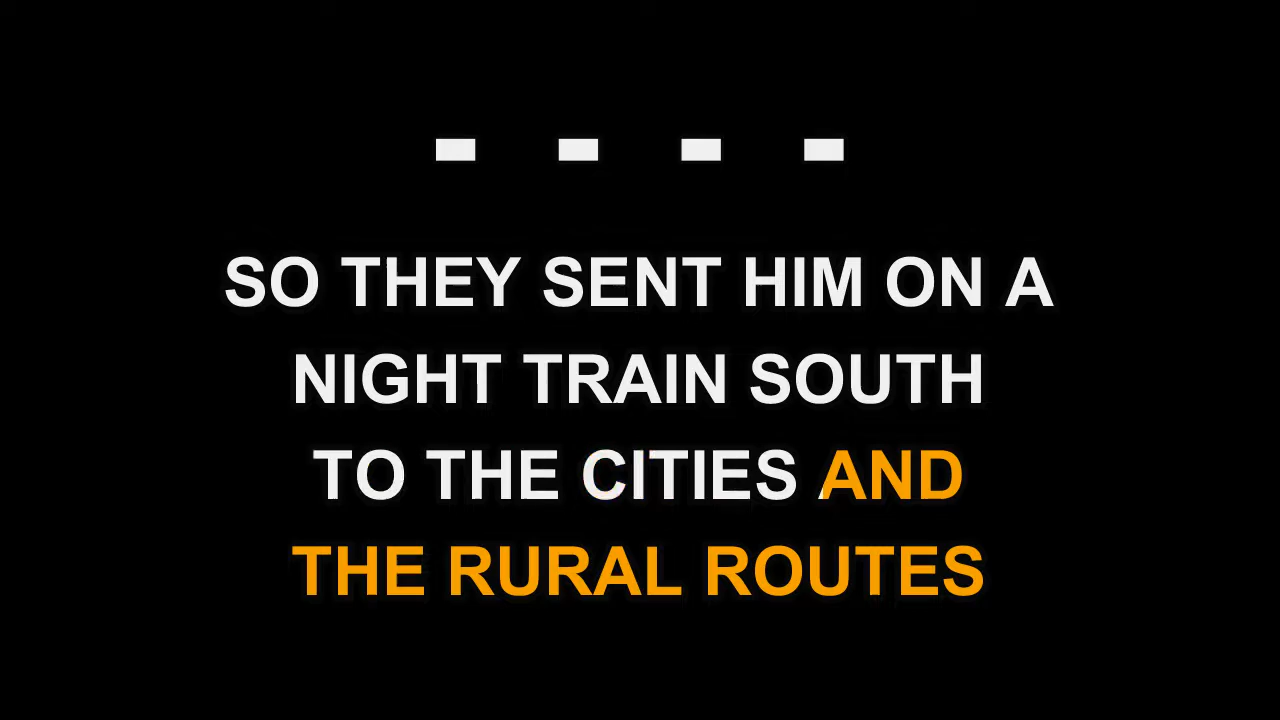 - - - -
SO THEY SENT HIM ON A
NIGHT TRAIN SOUTH
TO THE CITIES AND
THE RURAL ROUTES